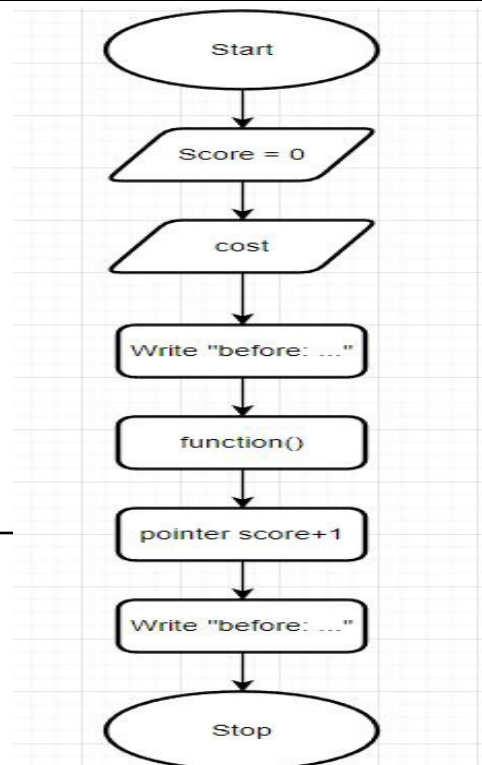 Start
Score = 0
cost
Write "before: ..."
function()
pointer score+1
Write "before: ..."
Stop